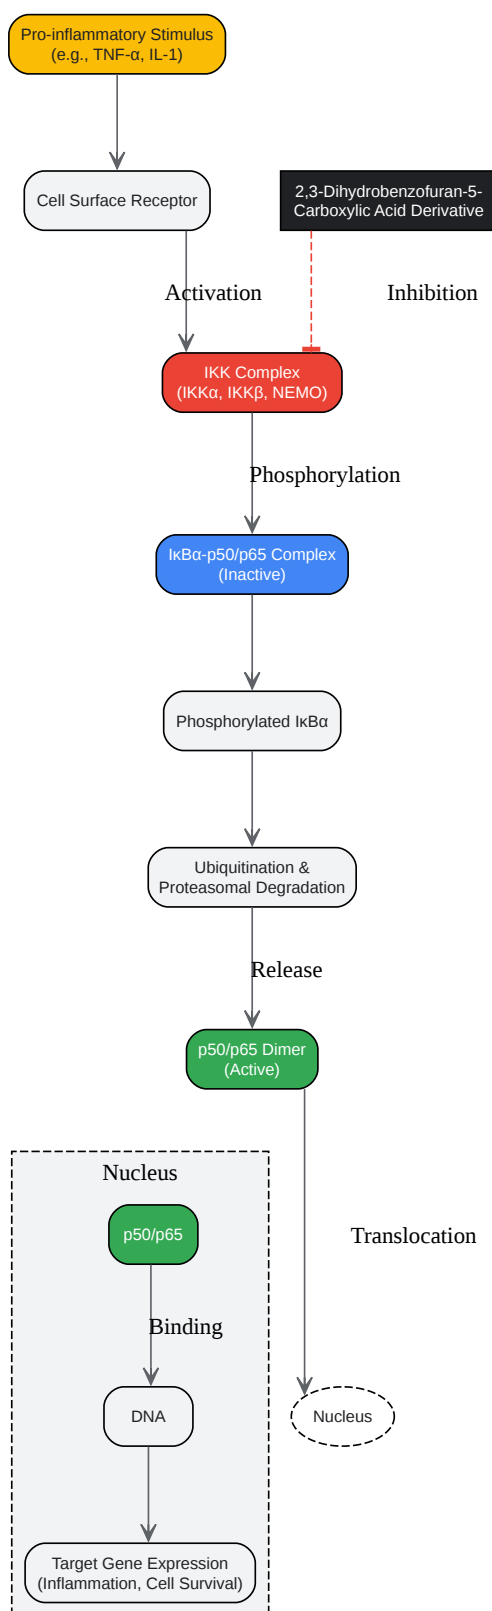 Pro-inflammatory Stimulus
(e.g., TNF-α, IL-1)
Cell Surface Receptor
2,3-Dihydrobenzofuran-5-
Carboxylic Acid Derivative
Activation
Inhibition
IKK Complex
(IKKα, IKKβ, NEMO)
Phosphorylation
IκBα-p50/p65 Complex
(Inactive)
Phosphorylated IκBα
Ubiquitination &
Proteasomal Degradation
Release
p50/p65 Dimer
(Active)
Nucleus
p50/p65
Translocation
Binding
DNA
Nucleus
Target Gene Expression
(Inflammation, Cell Survival)